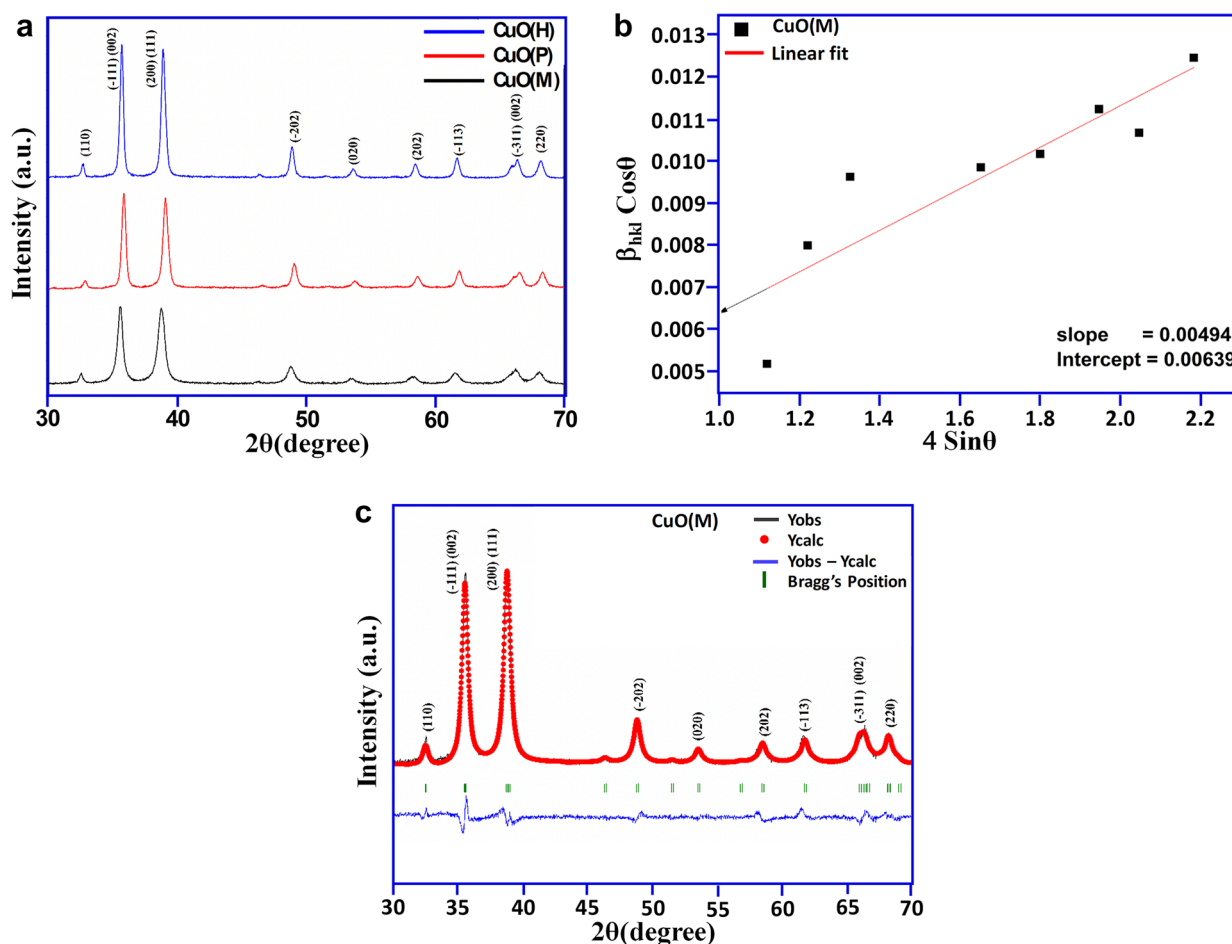 a
CuO(H)
CuO(P)
CuO(M)
(110)
(-111) (002)
(200) (111)
(-202)
(020)
(202)
(-113)
(-311) (002)
(220)
Intensity (a.u.)
30 40 50 60 70
2θ(degree)
b
CuO(M)
Linear fit
0.013
0.012
0.011
0.010
0.009
0.008
0.007
0.006
0.005
βhkl Cosθ
slope = 0.00494
Intercept = 0.00639
1.0 1.2 1.4 1.6 1.8 2.0 2.2
4 Sinθ
c
CuO(M)
Yobs
Ycalc
Yobs – Ycalc
Bragg's Position
(110)
(-111) (002)
(200) (111)
(-202)
(020)
(202)
(-113)
(-311) (002)
(220)
Intensity (a.u.)
30 35 40 45 50 55 60 65 70
2θ(degree)